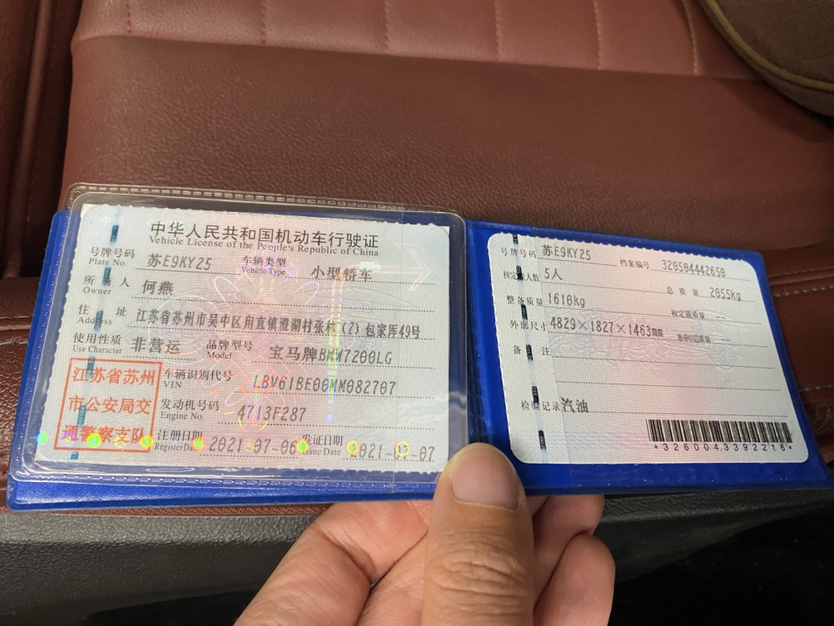 中华人民共和国机动车行驶证
Vehicle License of the People's Republic of China
号牌号码 Plate No. 苏E9KY25 车辆类型 Vehicle Type 小型轿车
所有人 Owner 何燕
住址 Address 江苏省苏州市吴中区甪直镇澄湖村张林(2)包家厍49号
使用性质 Use Character 非营运 品牌型号 Model 宝马牌BMW7200LG
江苏省苏州
市公安局交
通警察支队
车辆识别代号 VIN LBV61BE00MM082707
发动机号码 Engine No. 4713F287
注册日期 Register Date 2021-07-06 发证日期 Issue Date 2021-07-07
号牌号码 苏E9KY25 档案编号 320504442650
核定载人数 5人 总质量 2055kg
整备质量 1610kg 核定载质量 --
外廓尺寸 4829×1827×1463mm 准牵引总质量 --
备注
检验记录 汽油
*3260043392216*